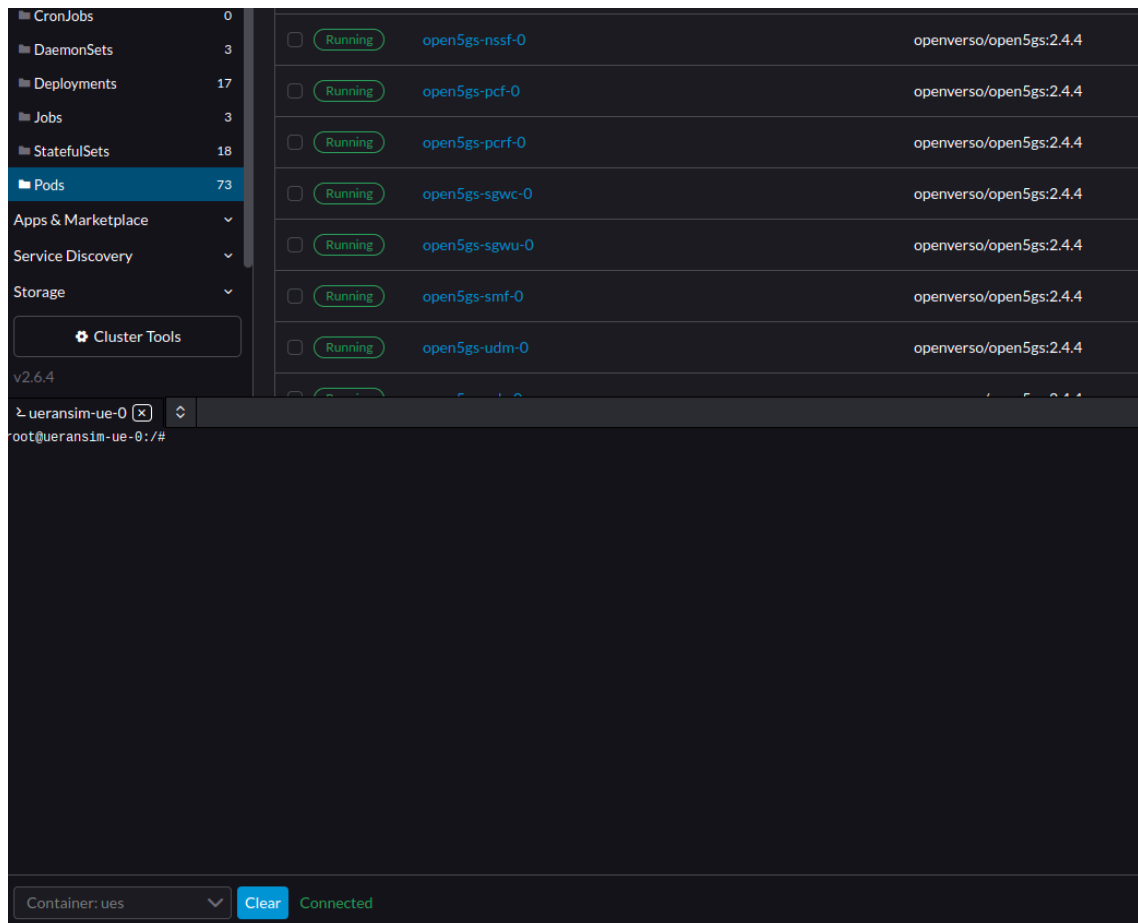 CronJobs 0
DaemonSets 3
Deployments 17
Jobs 3
StatefulSets 18
Pods 73
Apps & Marketplace
Service Discovery
Storage
Cluster Tools
v2.6.4
Running open5gs-nssf-0 openverso/open5gs:2.4.4
Running open5gs-pcf-0 openverso/open5gs:2.4.4
Running open5gs-pcrf-0 openverso/open5gs:2.4.4
Running open5gs-sgwc-0 openverso/open5gs:2.4.4
Running open5gs-sgwu-0 openverso/open5gs:2.4.4
Running open5gs-smf-0 openverso/open5gs:2.4.4
Running open5gs-udm-0 openverso/open5gs:2.4.4
ueransim-ue-0
root@ueransim-ue-0:/#
Container: ues Clear Connected